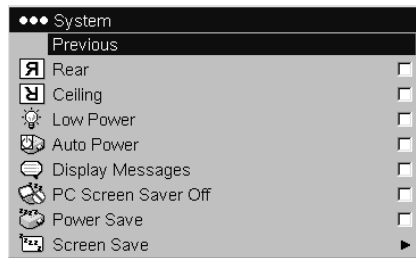 System
Previous
Rear
Ceiling
Low Power
Auto Power
Display Messages
PC Screen Saver Off
Power Save
Screen Save